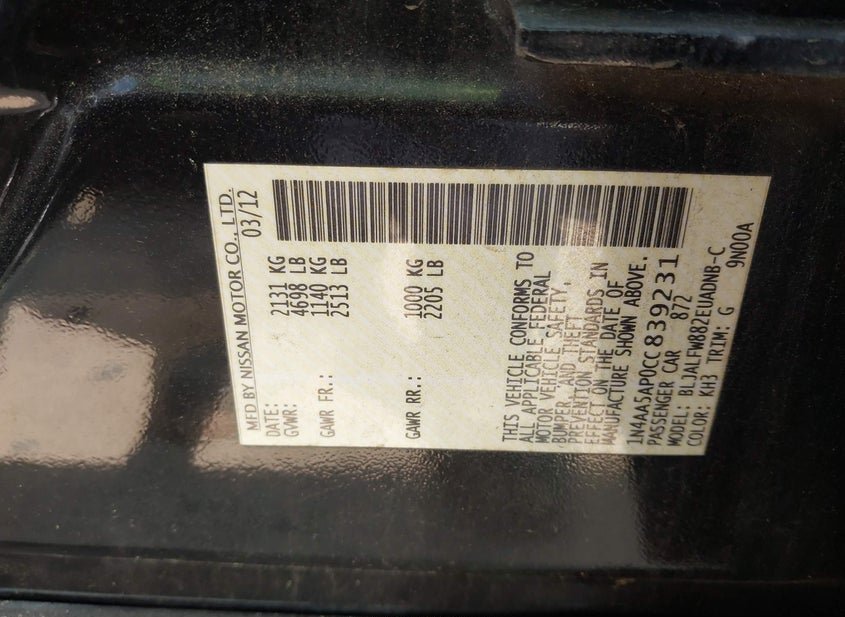 MFD BY NISSAN MOTOR CO., LTD.
DATE: 03/12
GVWR: 2131 KG
4698 LB
GAWR FR.: 1140 KG
2513 LB
GAWR RR.: 1000 KG
2205 LB
THIS VEHICLE CONFORMS TO
ALL APPLICABLE FEDERAL
MOTOR VEHICLE SAFETY,
BUMPER, AND THEFT
PREVENTION STANDARDS IN
EFFECT ON THE DATE OF
MANUFACTURE SHOWN ABOVE.
1N4AA5AP0CC839231
PASSENGER CAR 872
MODEL: BLJALFW882EUADNB-C
COLOR: KH3 TRIM: G 9N00A